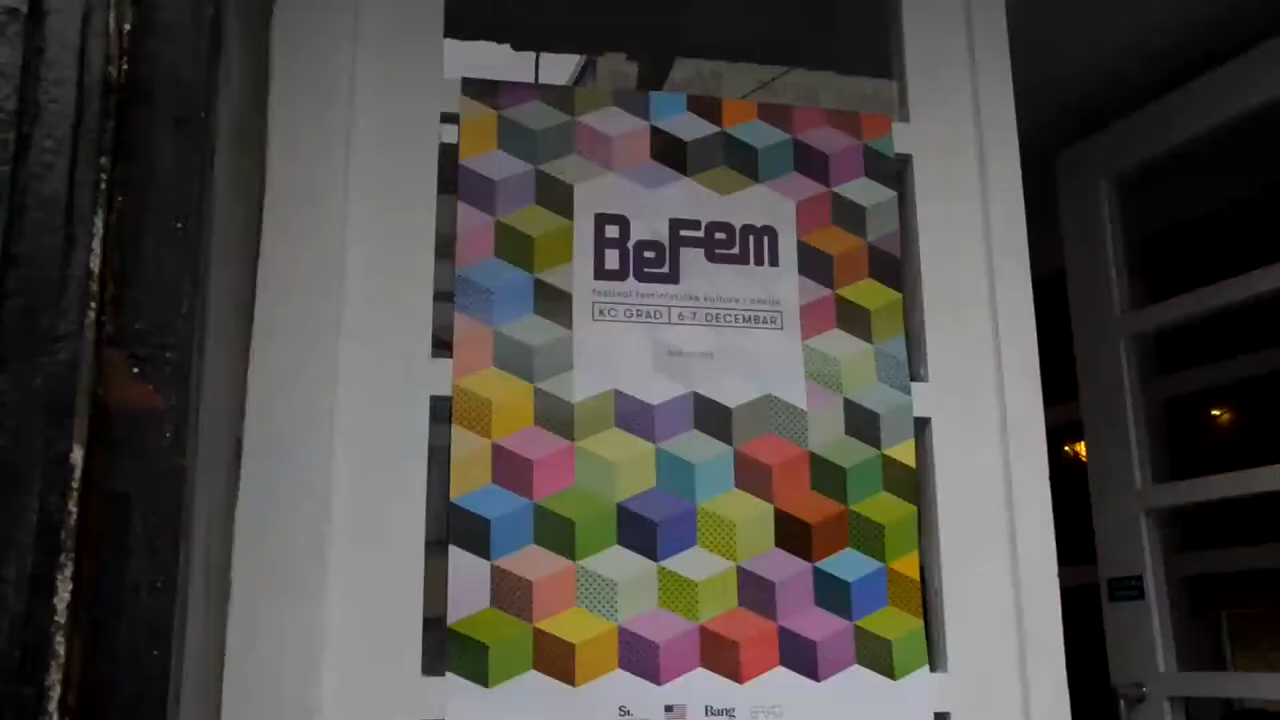 BeFem
festival feminističke kulture i akcije
KC GRAD 6-7. DECEMBAR
Bang